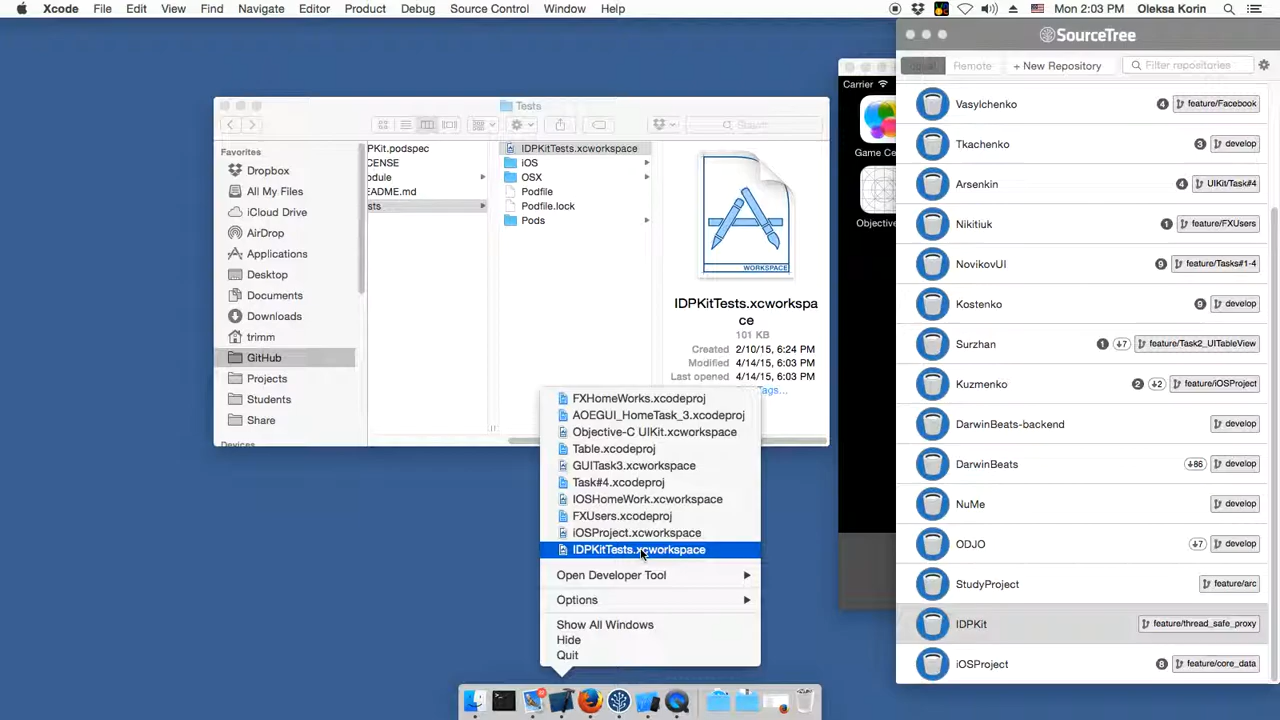 Xcode File Edit View Find Navigate Editor Product Debug Source Control Window Help Mon 2:03 PM Oleksa Korin
Tests
Favorites
Dropbox
All My Files
iCloud Drive
AirDrop
Applications
Desktop
Documents
Downloads
trimm
GitHub
Projects
Students
Share
Devices
PKit.podspec
CENSE
odule
EADME.md
sts
IDPKitTests.xcworkspace
iOS
OSX
Podfile
Podfile.lock
Pods
WORKSPACE
IDPKitTests.xcworkspa
ce
101 KB
Created 2/10/15, 6:24 PM
Modified 4/14/15, 6:03 PM
Last opened 4/14/15, 6:03 PM
Tags...
FXHomeWorks.xcodeproj
AOEGUI_HomeTask_3.xcodeproj
Objective-C UIKit.xcworkspace
Table.xcodeproj
GUITask3.xcworkspace
Task#4.xcodeproj
IOSHomeWork.xcworkspace
FXUsers.xcodeproj
iOSProject.xcworkspace
IDPKitTests.xcworkspace
Open Developer Tool
Options
Show All Windows
Hide
Quit
Carrier
Game Ce
Objective
SourceTree
Remote + New Repository Filter repositories
Vasylchenko 4 feature/Facebook
Tkachenko 3 develop
Arsenkin 4 UIKit/Task#4
Nikitiuk 1 feature/FXUsers
NovikovUI 9 feature/Tasks#1-4
Kostenko 9 develop
Surzhan 1 ↓7 feature/Task2_UITableView
Kuzmenko 2 ↓2 feature/iOSProject
DarwinBeats-backend develop
DarwinBeats ↓86 develop
NuMe develop
ODJO ↓7 develop
StudyProject feature/arc
IDPKit feature/thread_safe_proxy
iOSProject 8 feature/core_data